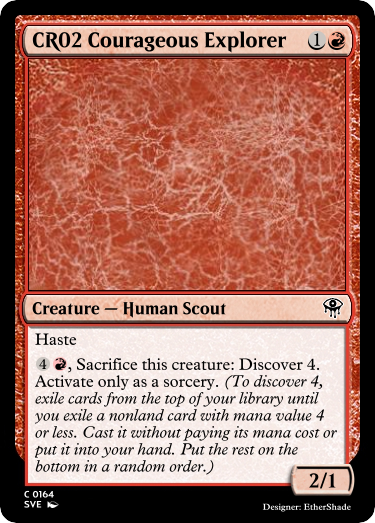 CR02 Courageous Explorer 1
Creature — Human Scout
Haste
4, Sacrifice this creature: Discover 4.
Activate only as a sorcery. (To discover 4,
exile cards from the top of your library until
you exile a nonland card with mana value 4
or less. Cast it without paying its mana cost or
put it into your hand. Put the rest on the
bottom in a random order.)
2/1
C 0164
SVE
Designer: EtherShade